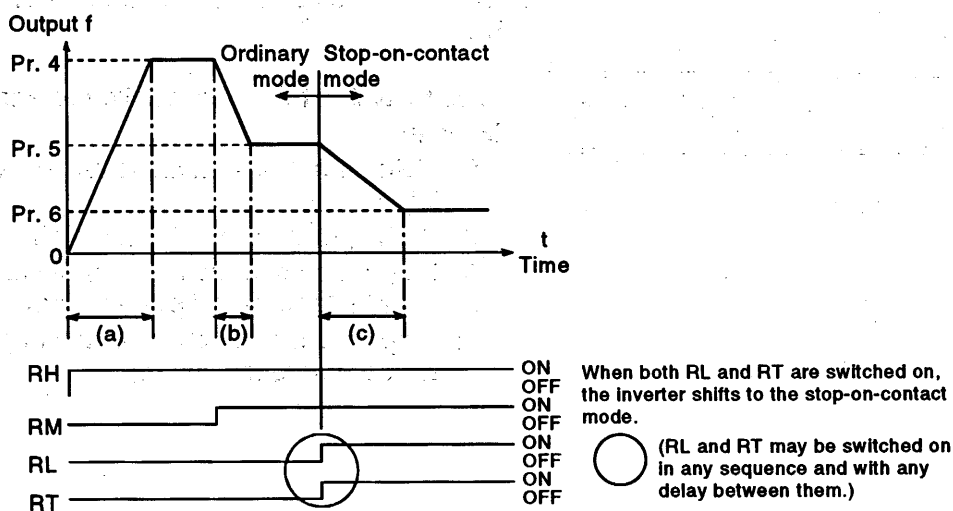 Output f
Pr. 4
Ordinary mode
Stop-on-contact mode
Pr. 5
Pr. 6
0
t
Time
(a)
(b)
(c)
RH
ON
OFF
RM
ON
OFF
RL
ON
OFF
RT
ON
OFF
When both RL and RT are switched on,
the inverter shifts to the stop-on-contact
mode.
(RL and RT may be switched on
in any sequence and with any
delay between them.)